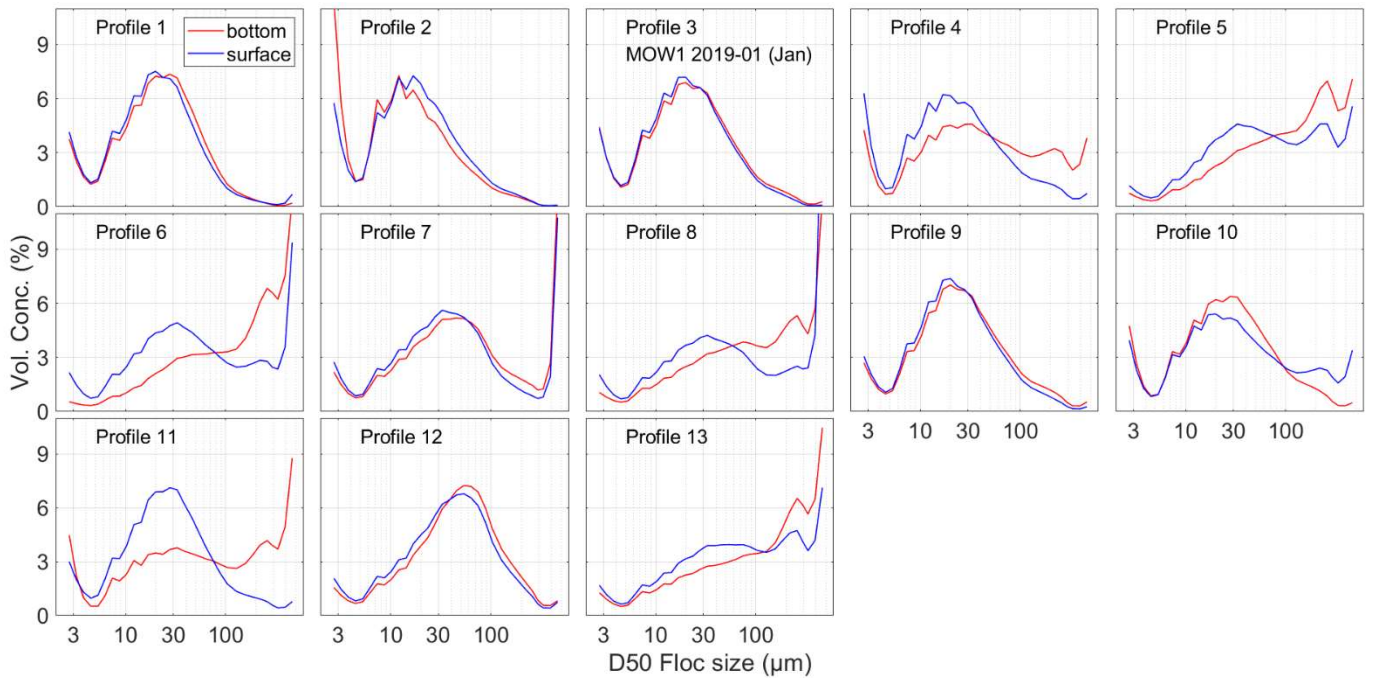 Profile 1
bottom
surface
Profile 2
Profile 3
MOW1 2019-01 (Jan)
Profile 4
Profile 5
9
6
3
0
Profile 6
Profile 7
Profile 8
Profile 9
Profile 10
9
6
3
0
Vol. Conc. (%)
3 10 30 100
3 10 30 100
Profile 11
Profile 12
Profile 13
9
6
3
0
3 10 30 100
3 10 30 100
3 10 30 100
D50 Floc size (μm)